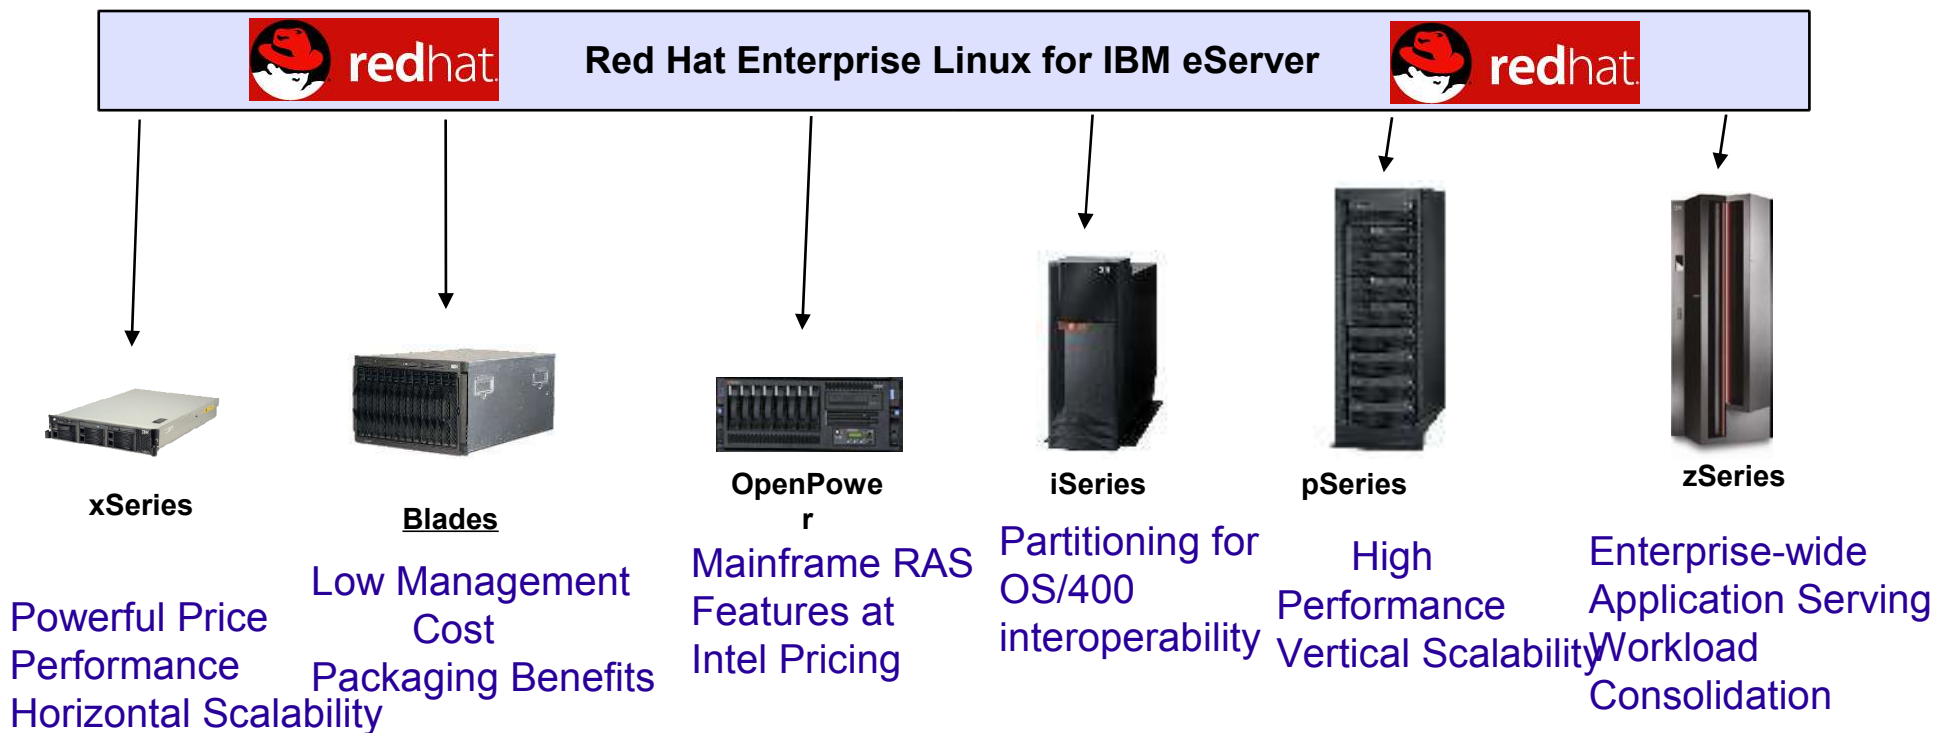 redhat.
Red Hat Enterprise Linux for IBM eServer
redhat.
xSeries
Powerful Price
Performance
Horizontal Scalability
Blades
Low Management
Cost
Packaging Benefits
OpenPowe
r
Mainframe RAS
Features at
Intel Pricing
iSeries
Partitioning for
OS/400
interoperability
pSeries
High
Performance
Vertical Scalability
zSeries
Enterprise-wide
Application Serving
Workload
Consolidation